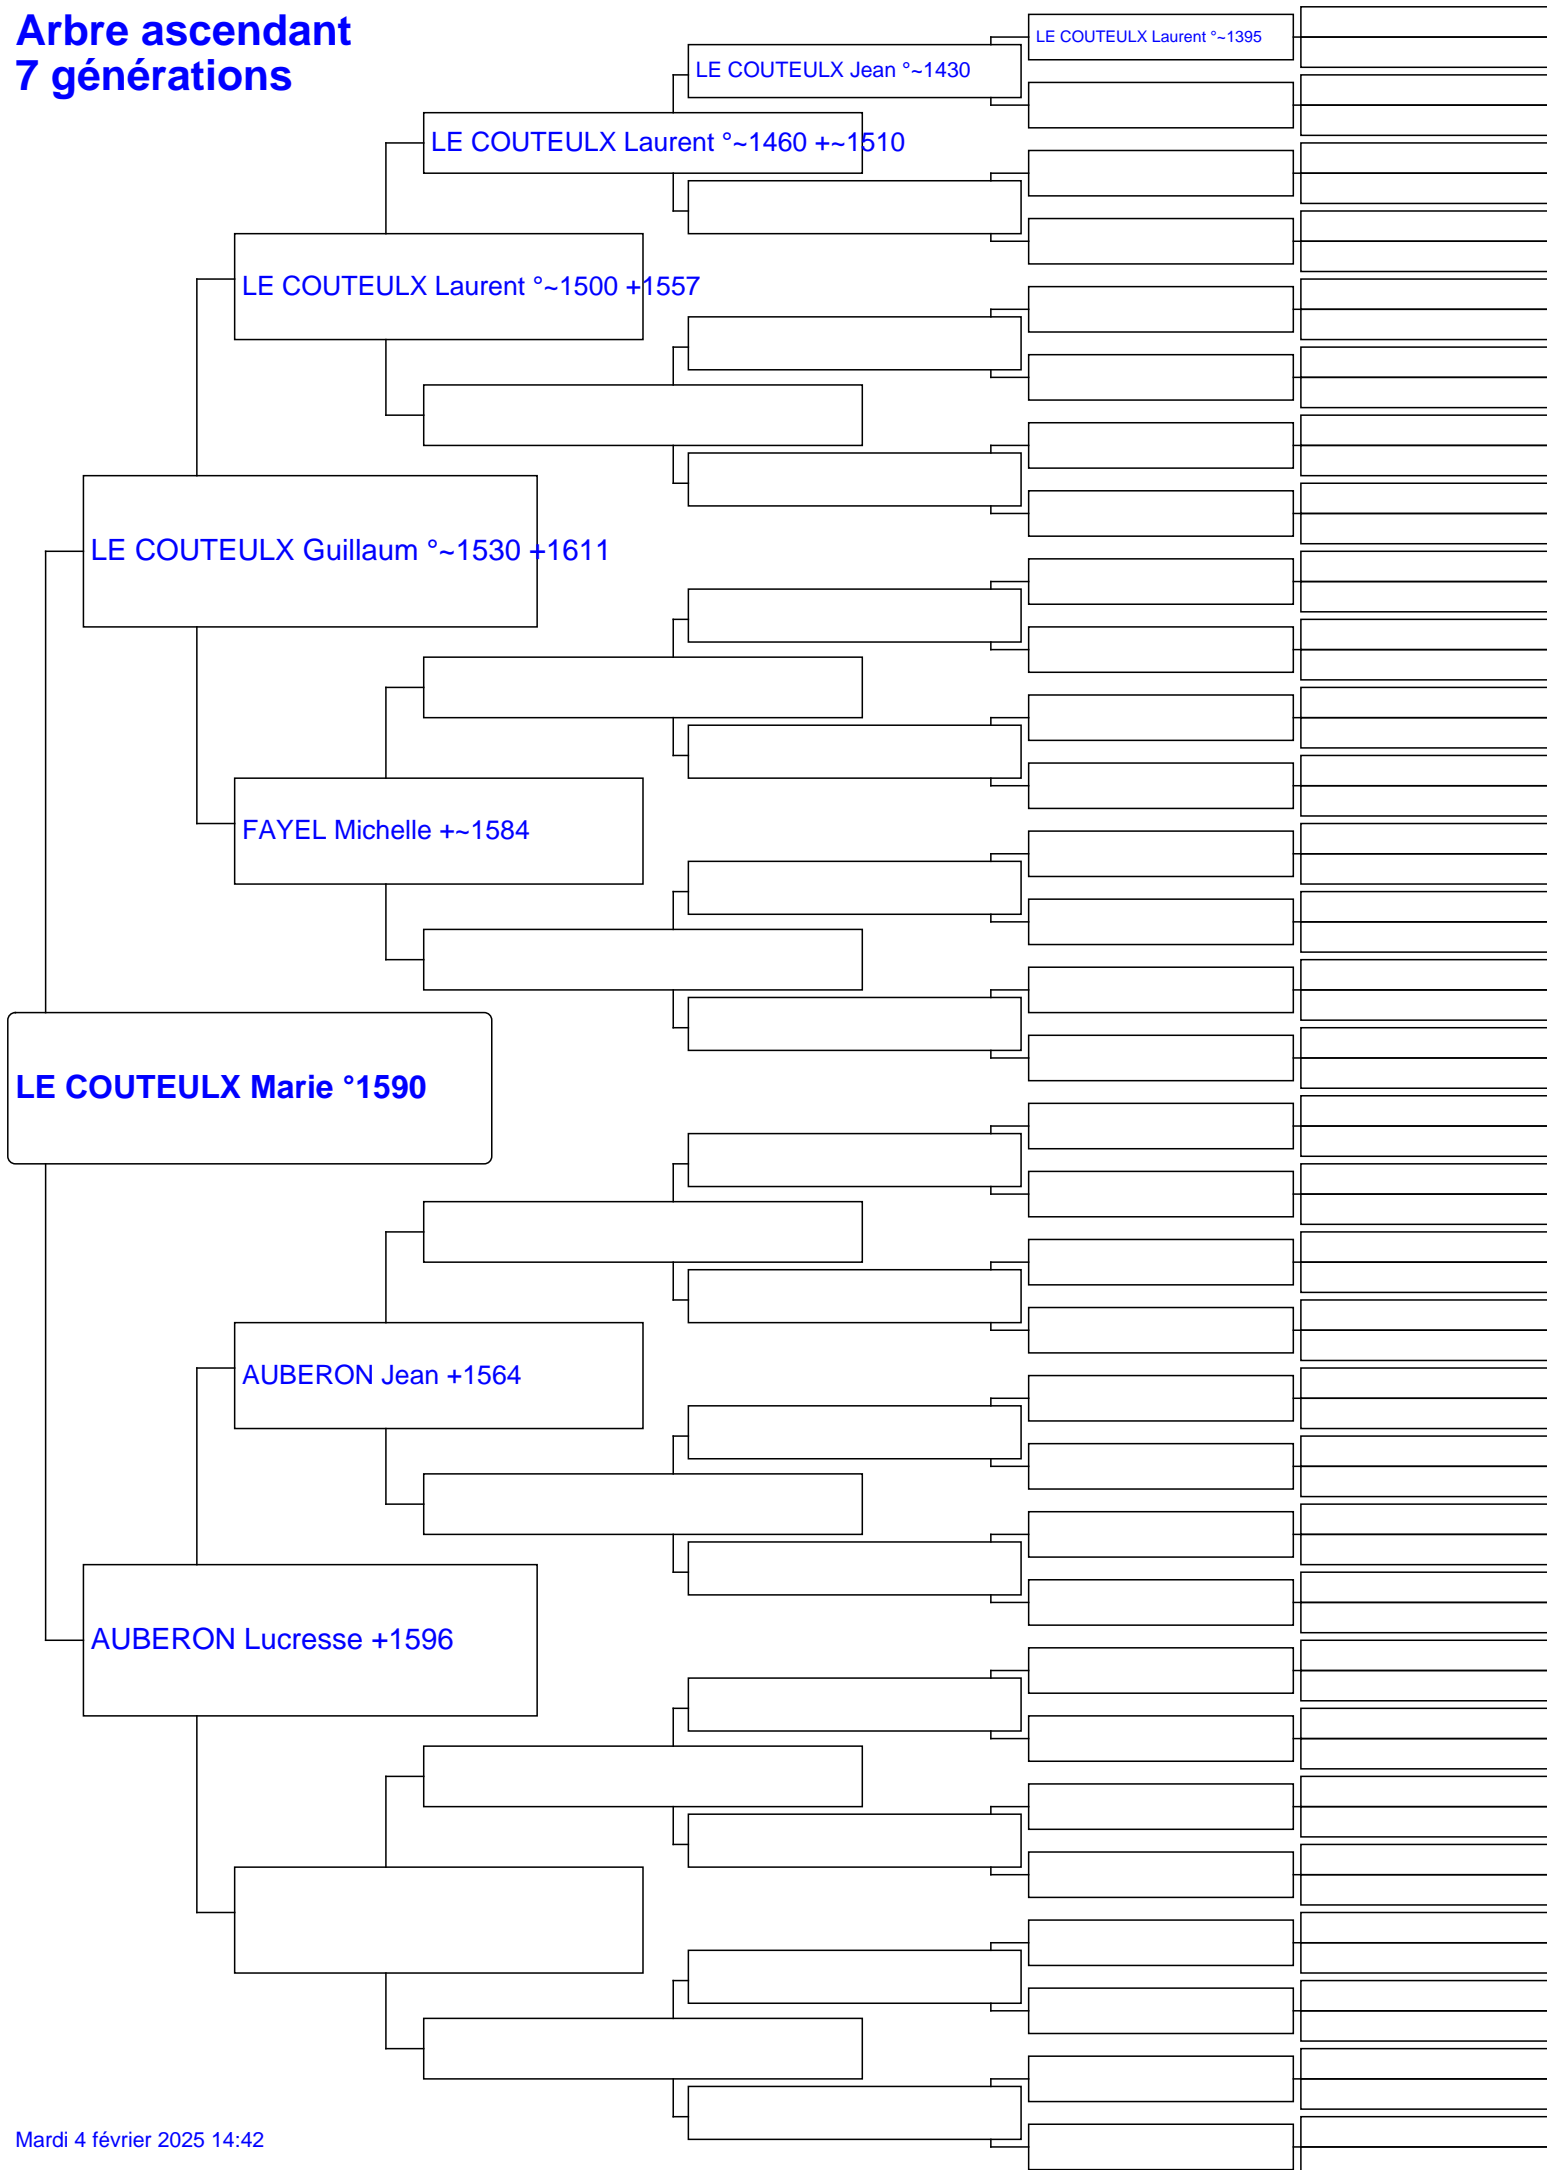 Arbre ascendant
7 générations
LE COUTEULX Laurent °~1395
LE COUTEULX Jean °~1430
LE COUTEULX Laurent °~1460 +~1510
LE COUTEULX Laurent °~1500 +1557
LE COUTEULX Guillaum °~1530 +1611
FAYEL Michelle +~1584
LE COUTEULX Marie °1590
AUBERON Jean +1564
AUBERON Lucresse +1596
Mardi 4 février 2025 14:42